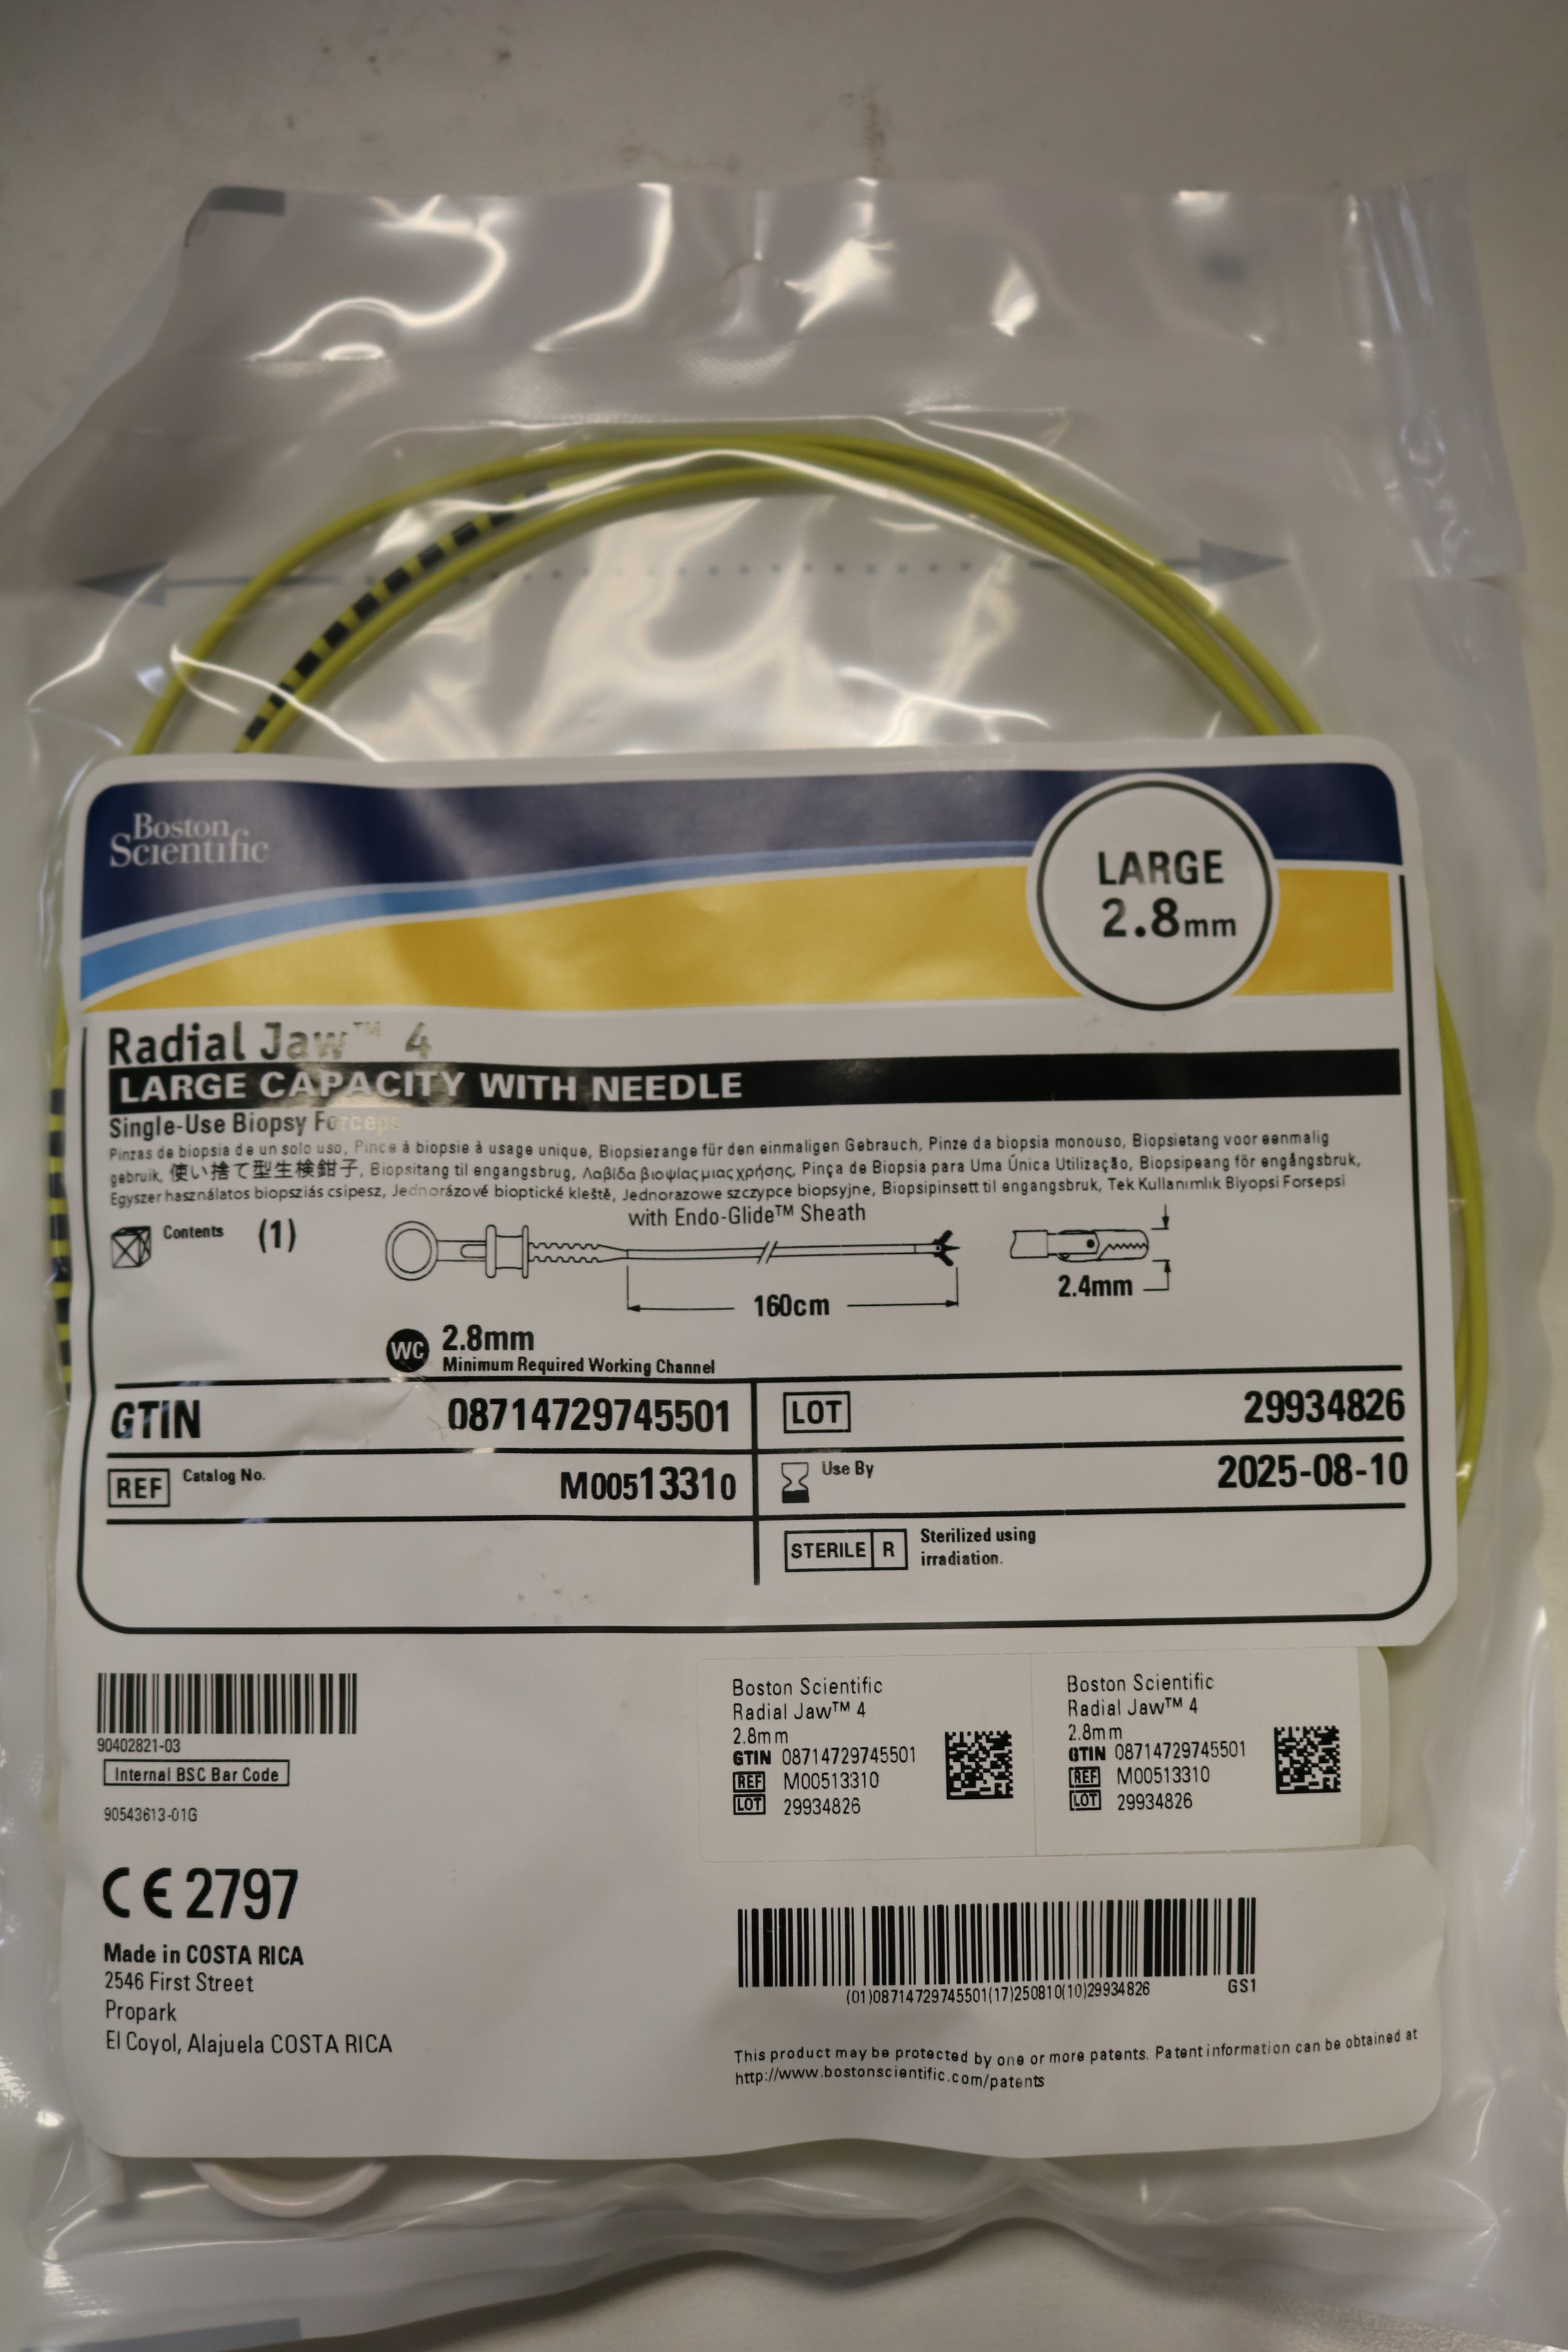 Boston
Scientific
LARGE
2.8mm
Radial Jaw™ 4
LARGE CAPACITY WITH NEEDLE
Single-Use Biopsy Forceps
Pinzas de biopsia de un solo uso, Pince à biopsie à usage unique, Biopsiezange für den einmaligen Gebrauch, Pinze da biopsia monouso, Biopsietang voor eenmalig
gebruik, 使い捨て型生検鉗子, Biopsitang til engangsbrug, Λαβίδα βιοψίας μιας χρήσης, Pinça de Biopsia para Uma Única Utilização, Biopsipeang för engångsbruk,
Egyszer használatos biopsziás csipesz, Jednorázové bioptické kleště, Jednorazowe szczypce biopsyjne, Biopsipinsett til engangsbruk, Tek Kullanımlık Biyopsi Forsepsi
with Endo-Glide™ Sheath
Contents (1)
160cm
2.4mm
WC 2.8mm
Minimum Required Working Channel
GTIN 08714729745501
LOT 29934826
REF Catalog No. M00513310
Use By 2025-08-10
STERILE R Sterilized using
irradiation.
90402821-03
Internal BSC Bar Code
90543613-01G
Boston Scientific
Radial Jaw™ 4
2.8mm
GTIN 08714729745501
REF M00513310
LOT 29934826
Boston Scientific
Radial Jaw™ 4
2.8mm
GTIN 08714729745501
REF M00513310
LOT 29934826
CE 2797
Made in COSTA RICA
2546 First Street
Propark
El Coyol, Alajuela COSTA RICA
(01)08714729745501(17)250810(10)29934826 GS1
This product may be protected by one or more patents. Patent information can be obtained at
http://www.bostonscientific.com/patents